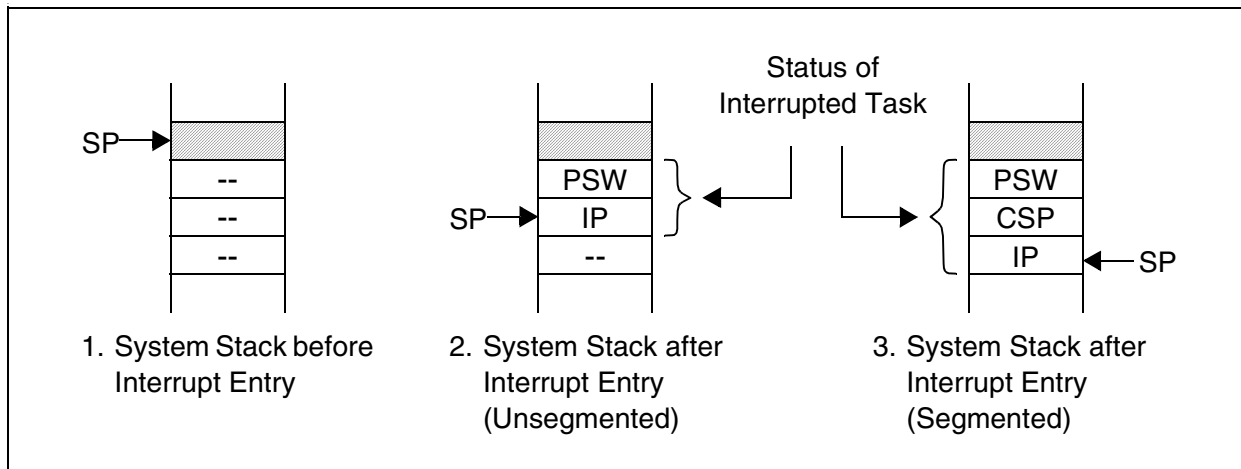 Status of
Interrupted Task
SP
--
--
--
1. System Stack before
Interrupt Entry
PSW
SP
IP
--
2. System Stack after
Interrupt Entry
(Unsegmented)
PSW
CSP
IP
SP
3. System Stack after
Interrupt Entry
(Segmented)